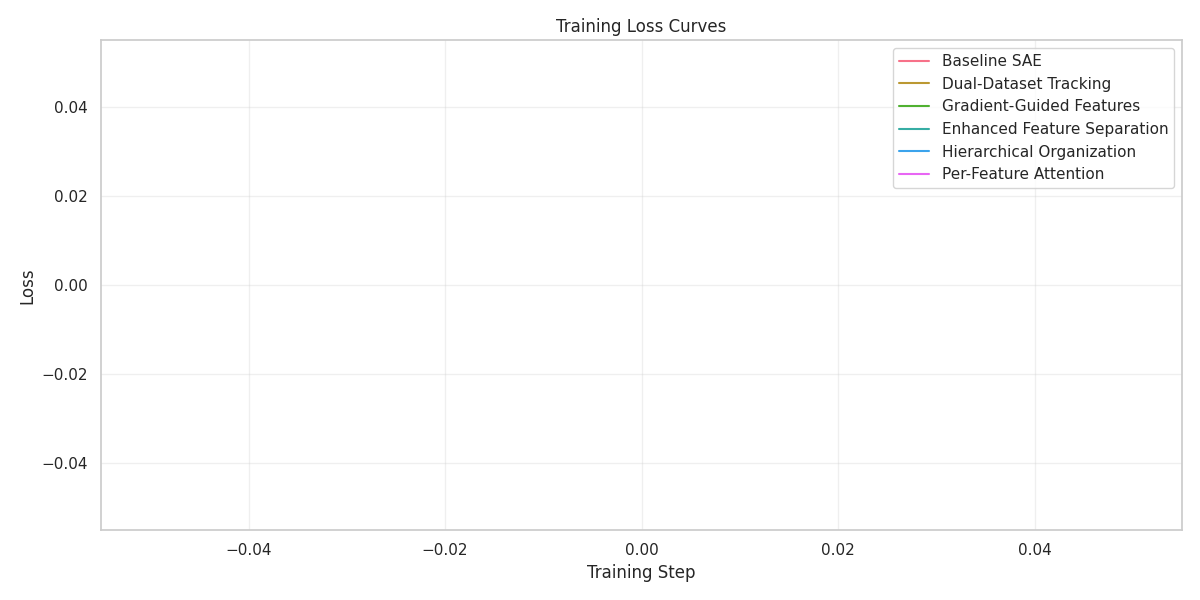 Training Loss Curves
Baseline SAE
Dual-Dataset Tracking
Gradient-Guided Features
Enhanced Feature Separation
Hierarchical Organization
Per-Feature Attention
0.04
0.02
0.00
−0.02
−0.04
Loss
−0.04 −0.02 0.00 0.02 0.04
Training Step